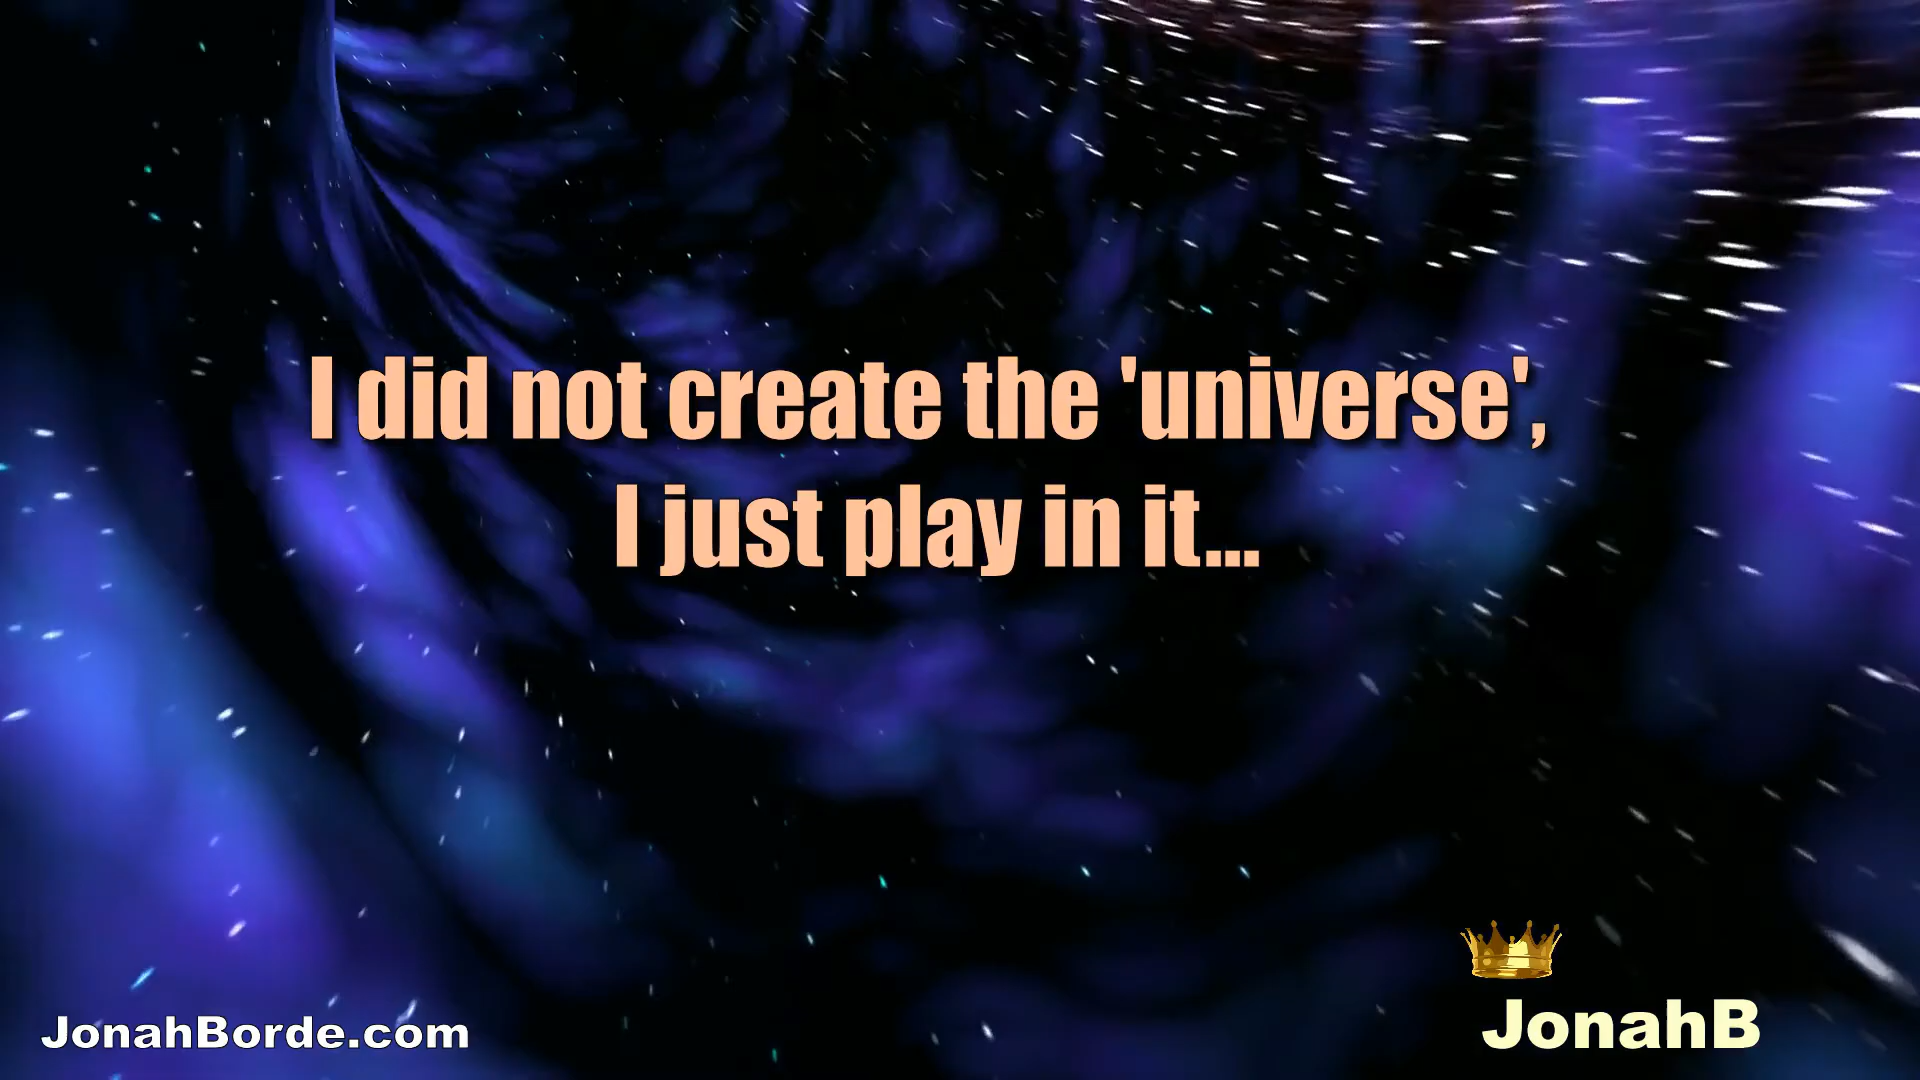 I did not create the 'universe',
I just play in it...
JonahBorde.com
JonahB